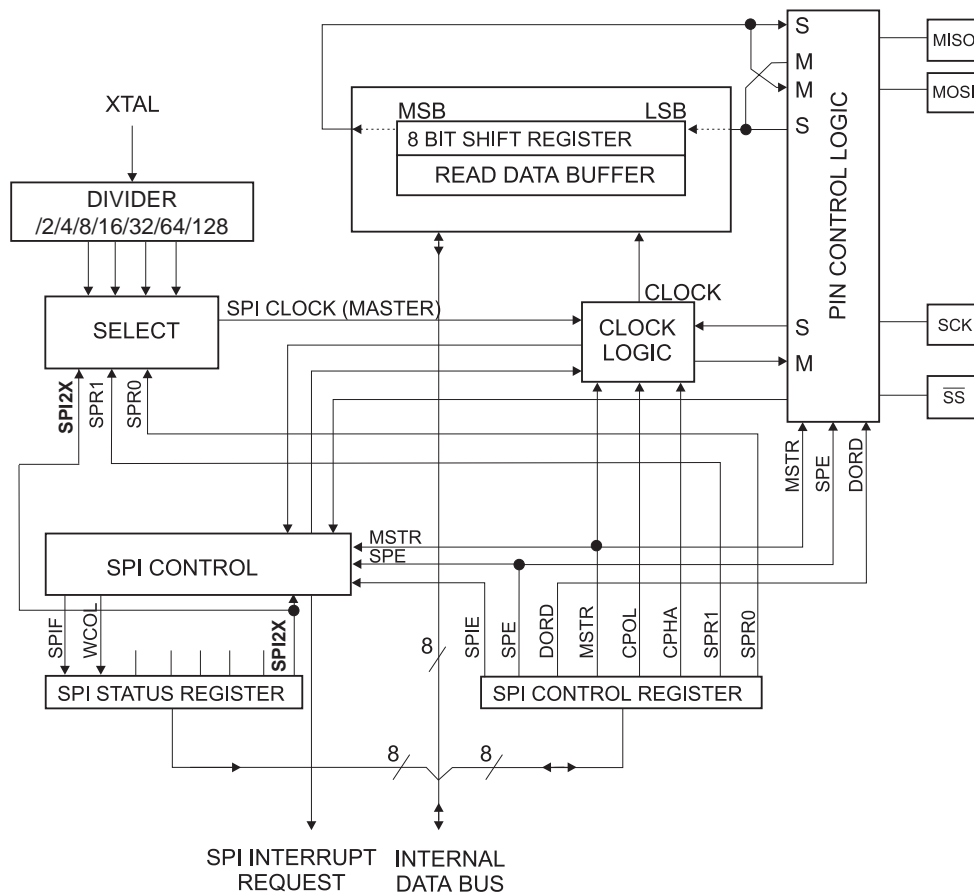 S
MISO
M
M
MOSI
XTAL
MSB
LSB
S
8 BIT SHIFT REGISTER
READ DATA BUFFER
DIVIDER
/2/4/8/16/32/64/128
PIN CONTROL LOGIC
SPI CLOCK (MASTER)
CLOCK
SELECT
CLOCK
LOGIC
S
SCK
M
SPI2X
SPR1
SPR0
SS
MSTR
SPE
DORD
MSTR
SPE
SPI CONTROL
SPIF
WCOL
SPI2X
8
SPIE
SPE
DORD
MSTR
CPOL
CPHA
SPR1
SPR0
SPI STATUS REGISTER
SPI CONTROL REGISTER
8
8
SPI INTERRUPT
REQUEST
INTERNAL
DATA BUS